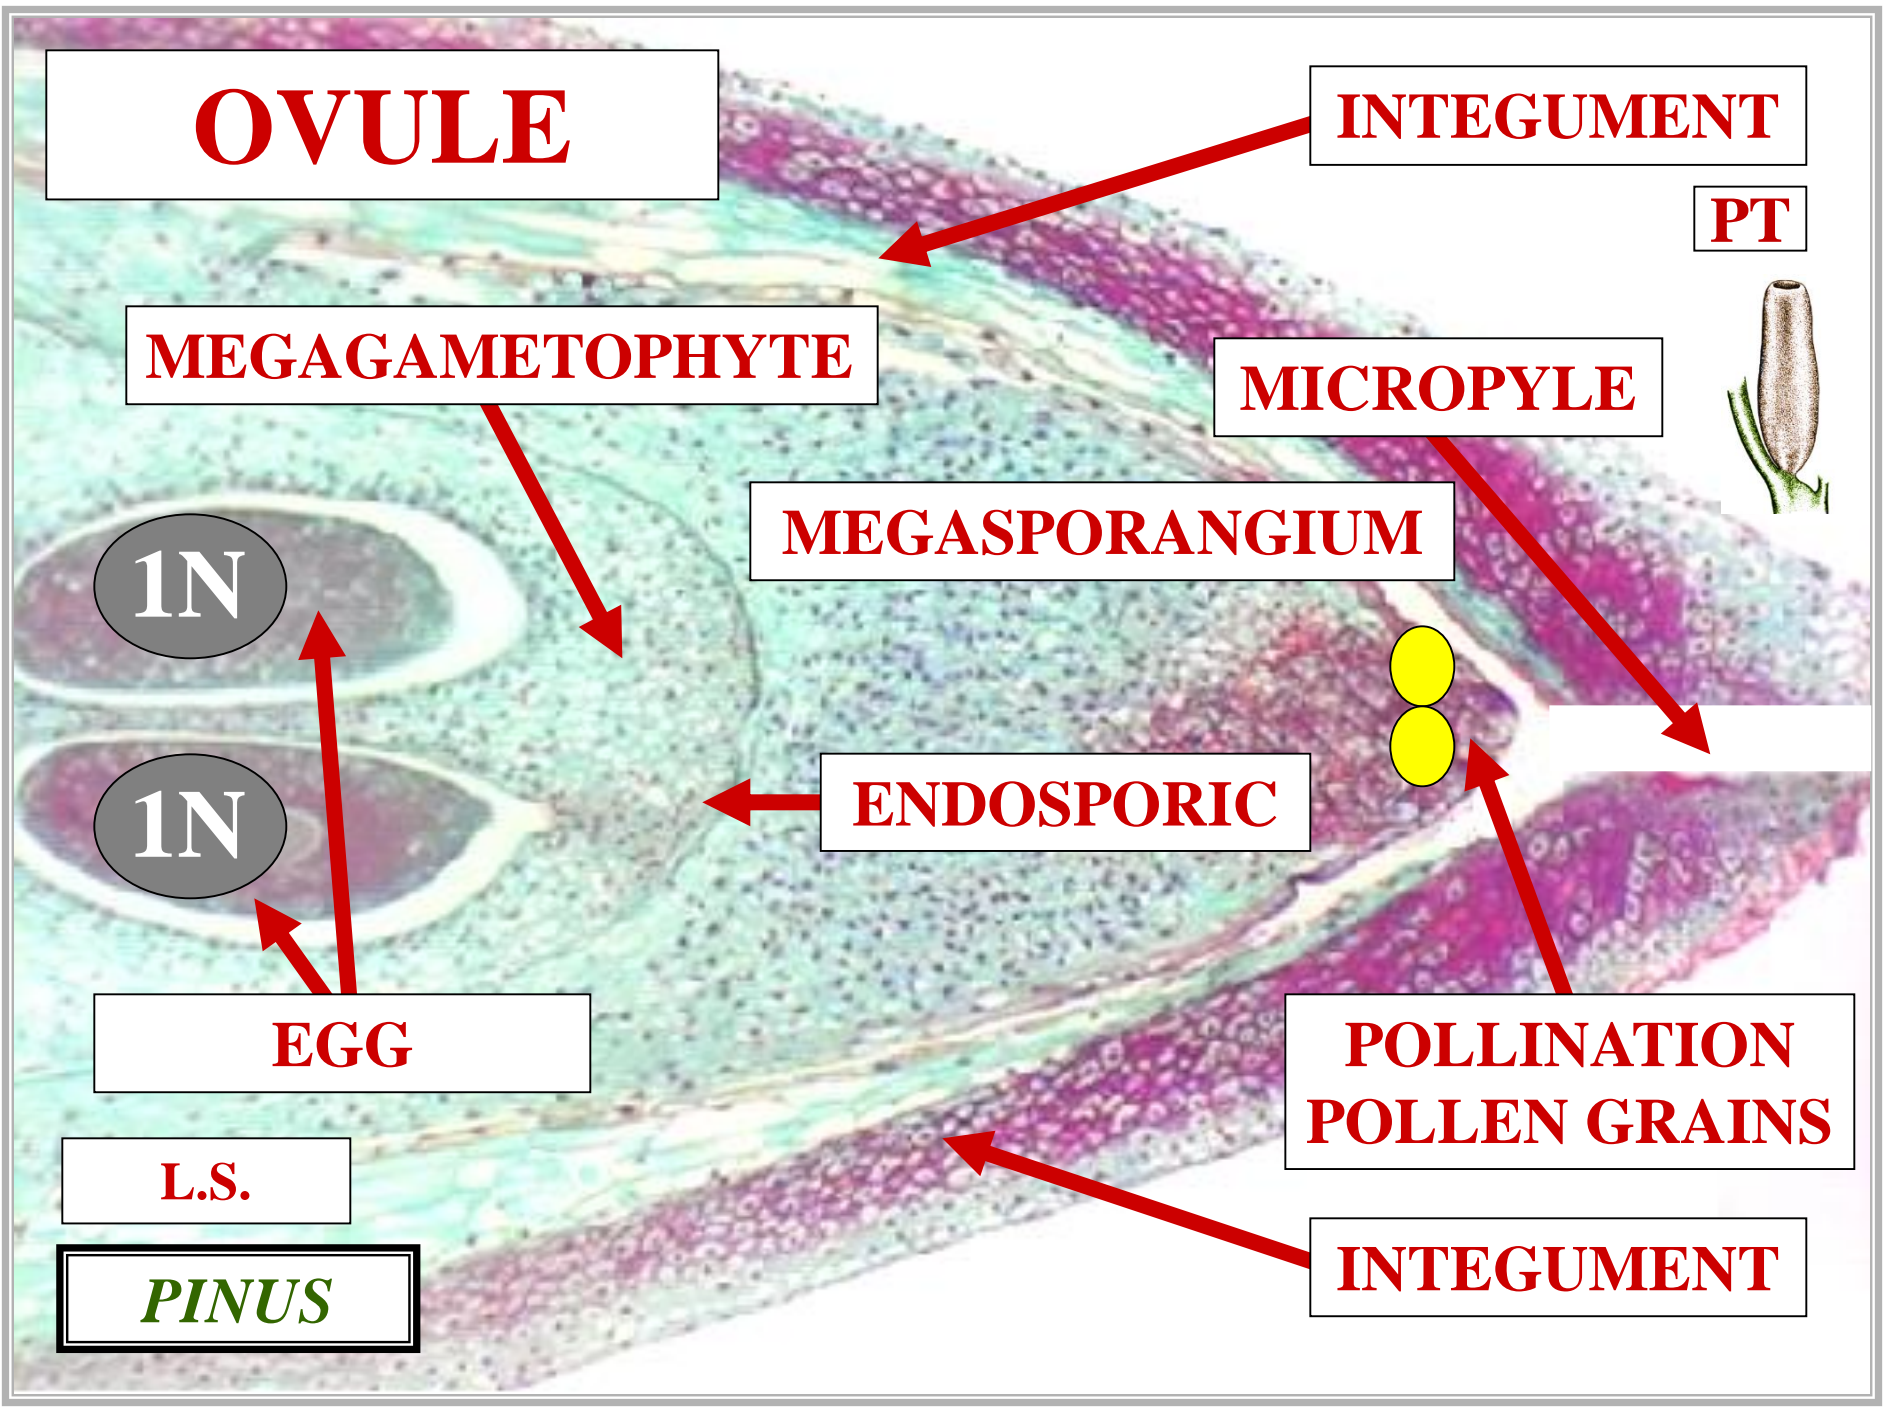 OVULE
INTEGUMENT
PT
MEGAGAMETOPHYTE
MICROPYLE
MEGASPORANGIUM
1N
ENDOSPORIC
1N
EGG
POLLINATION
POLLEN GRAINS
L.S.
INTEGUMENT
PINUS